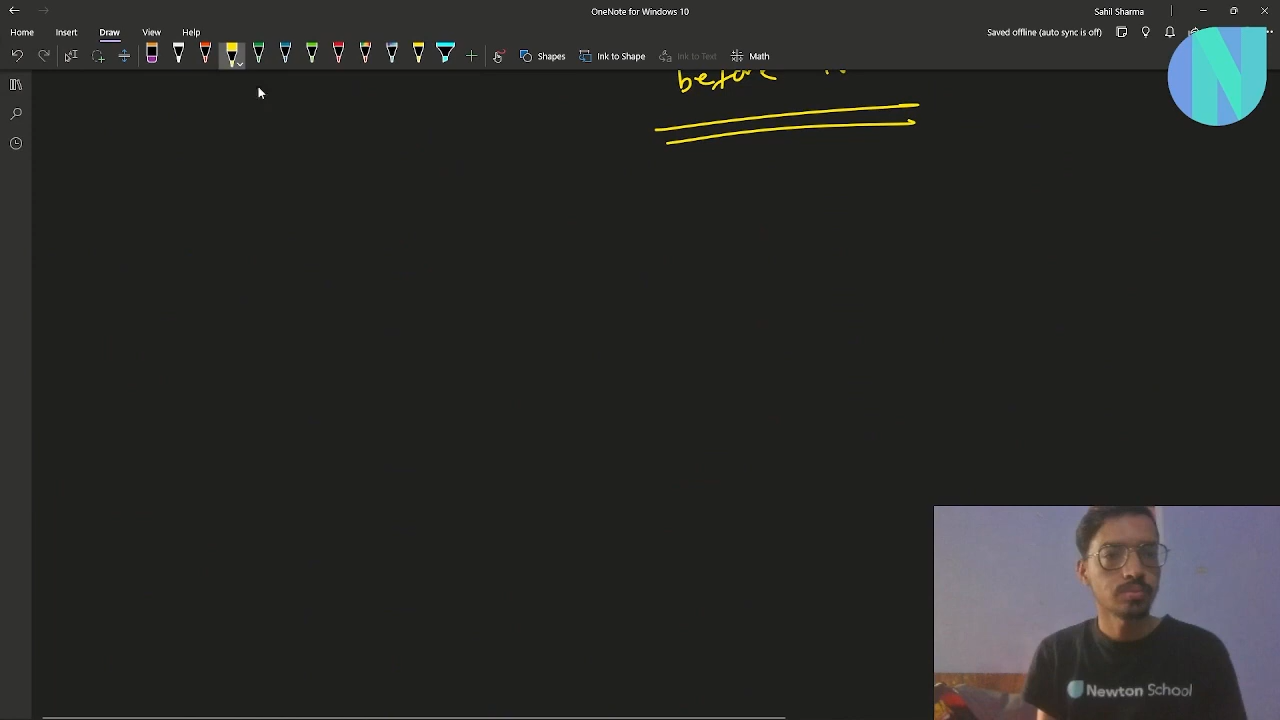 OneNote for Windows 10
Sahil Sharma
Home Insert Draw View Help
Saved offline (auto sync is off)
Shapes Ink to Shape Ink to Text Math
before
Newton School